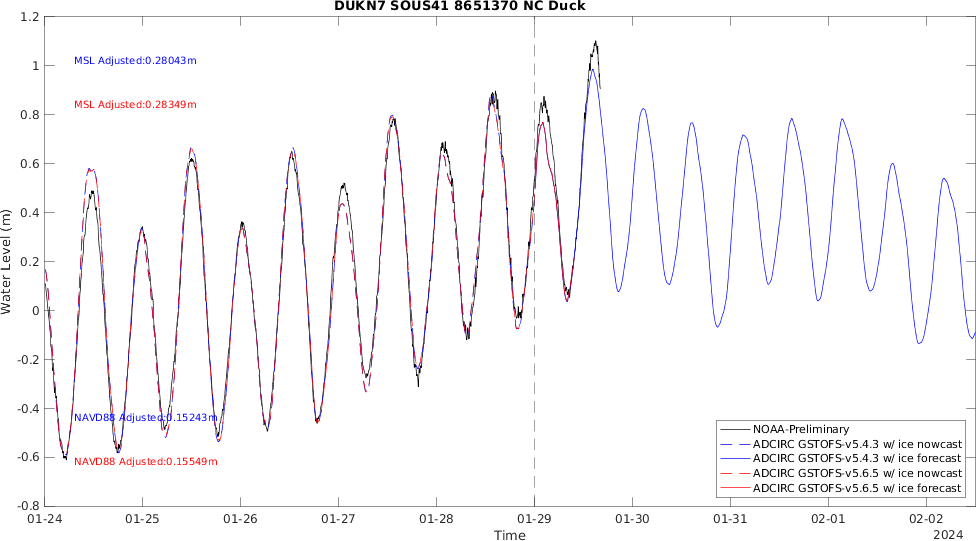 DUKN7 SOUS41 8651370 NC Duck
1.2
1
0.8
0.6
0.4
0.2
0
-0.2
-0.4
-0.6
-0.8
Water Level (m)
MSL Adjusted:0.28043m
MSL Adjusted:0.28349m
NAVD88 Adjusted:0.15243m
NAVD88 Adjusted:0.15549m
NOAA-Preliminary
ADCIRC GSTOFS-v5.4.3 w/ ice nowcast
ADCIRC GSTOFS-v5.4.3 w/ ice forecast
ADCIRC GSTOFS-v5.6.5 w/ ice nowcast
ADCIRC GSTOFS-v5.6.5 w/ ice forecast
01-24 01-25 01-26 01-27 01-28 01-29 01-30 01-31 02-01 02-02
Time
2024